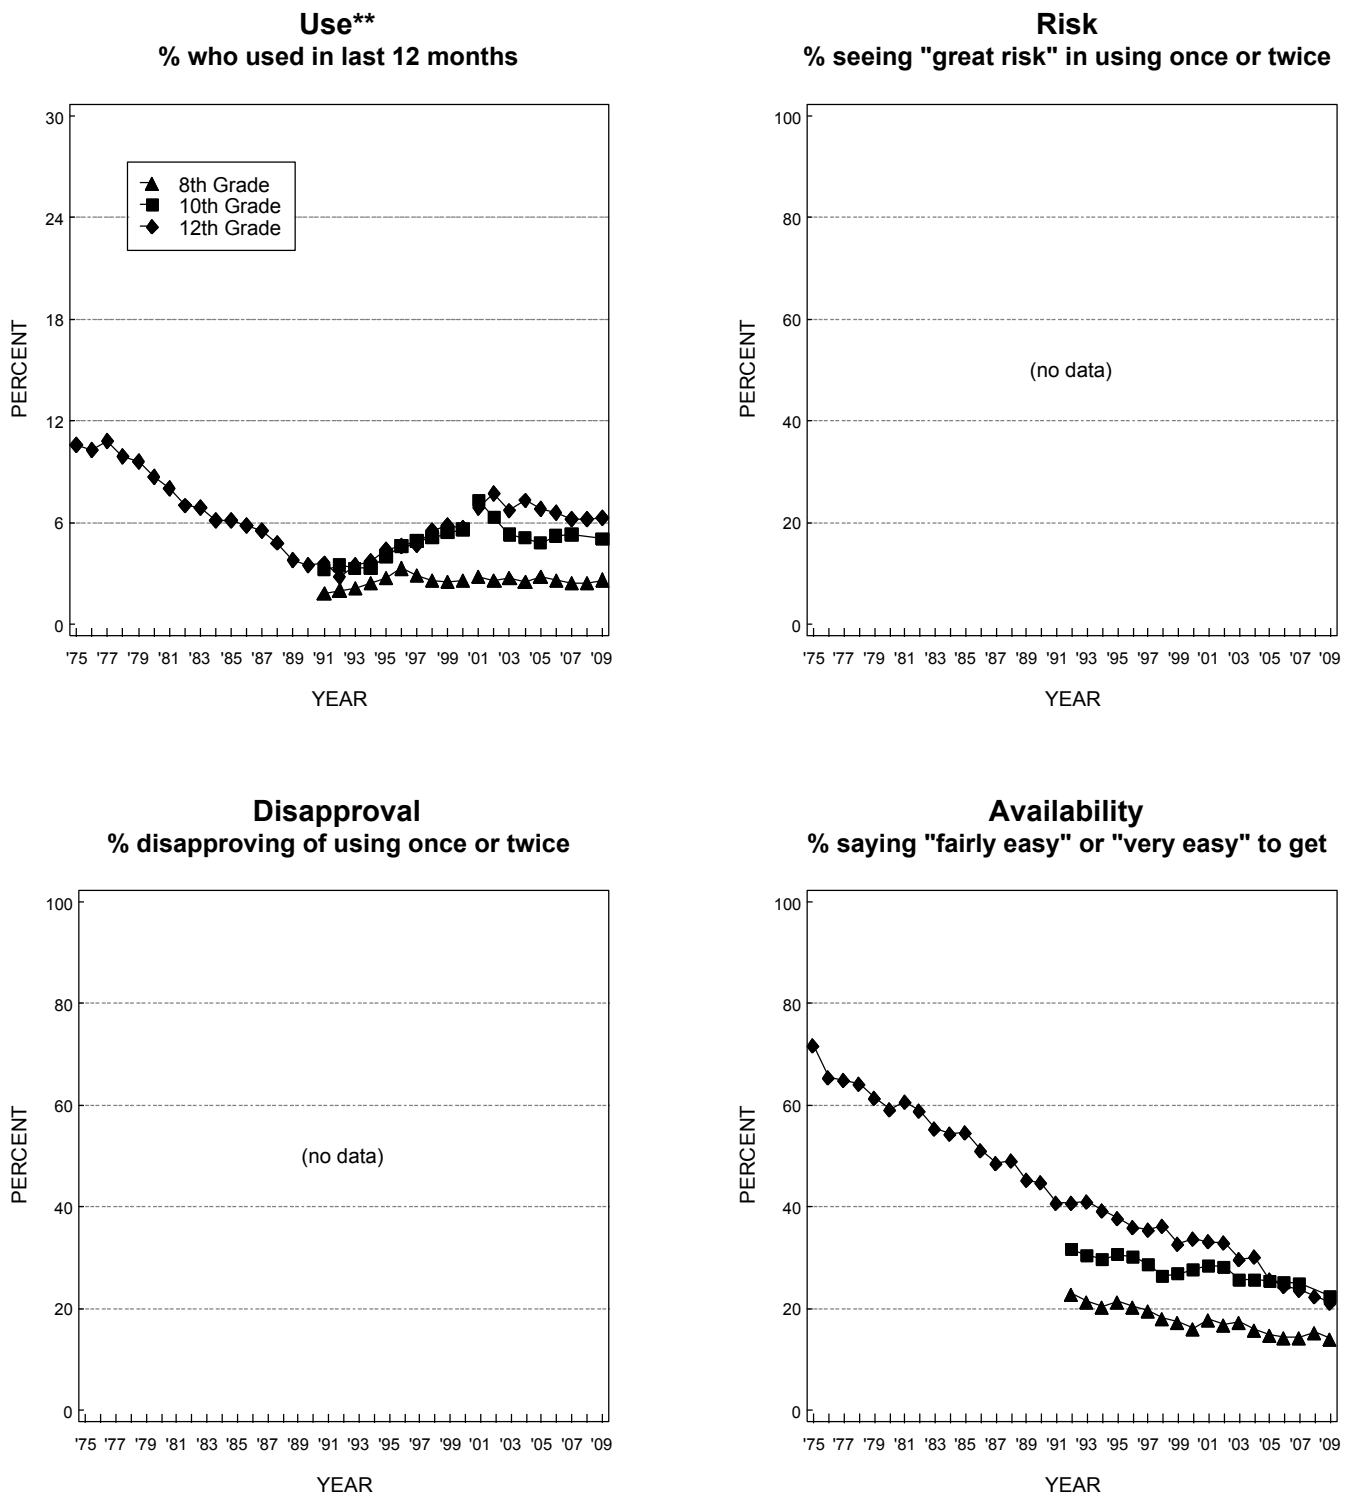 Use**
% who used in last 12 months
30
24
18
12
6
0
PERCENT
8th Grade
10th Grade
12th Grade
'75 '77 '79 '81 '83 '85 '87 '89 '91 '93 '95 '97 '99 '01 '03 '05 '07 '09
YEAR
Risk
% seeing "great risk" in using once or twice
100
80
60
40
20
0
PERCENT
(no data)
'75 '77 '79 '81 '83 '85 '87 '89 '91 '93 '95 '97 '99 '01 '03 '05 '07 '09
YEAR
Disapproval
% disapproving of using once or twice
100
80
60
40
20
0
PERCENT
(no data)
'75 '77 '79 '81 '83 '85 '87 '89 '91 '93 '95 '97 '99 '01 '03 '05 '07 '09
YEAR
Availability
% saying "fairly easy" or "very easy" to get
100
80
60
40
20
0
PERCENT
'75 '77 '79 '81 '83 '85 '87 '89 '91 '93 '95 '97 '99 '01 '03 '05 '07 '09
YEAR